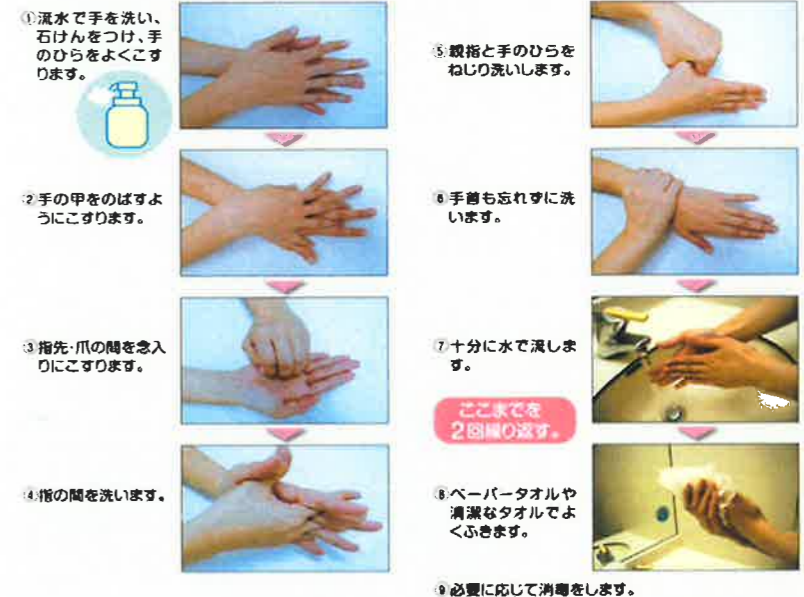 ①流水で手を洗い、
石けんをつけ、手
のひらをよくこす
ります。
②手の甲をのばすよ
うにこすります。
③指先・爪の間を念入
りにこすります。
④指の間を洗います。
⑤親指と手のひらを
ねじり洗いします。
⑥手首も忘れずに洗
います。
⑦十分に水で流しま
す。
ここまでを
2回繰り返す。
⑧ペーパータオルや
清潔なタオルでよ
くふきます。
⑨必要に応じて消毒をします。